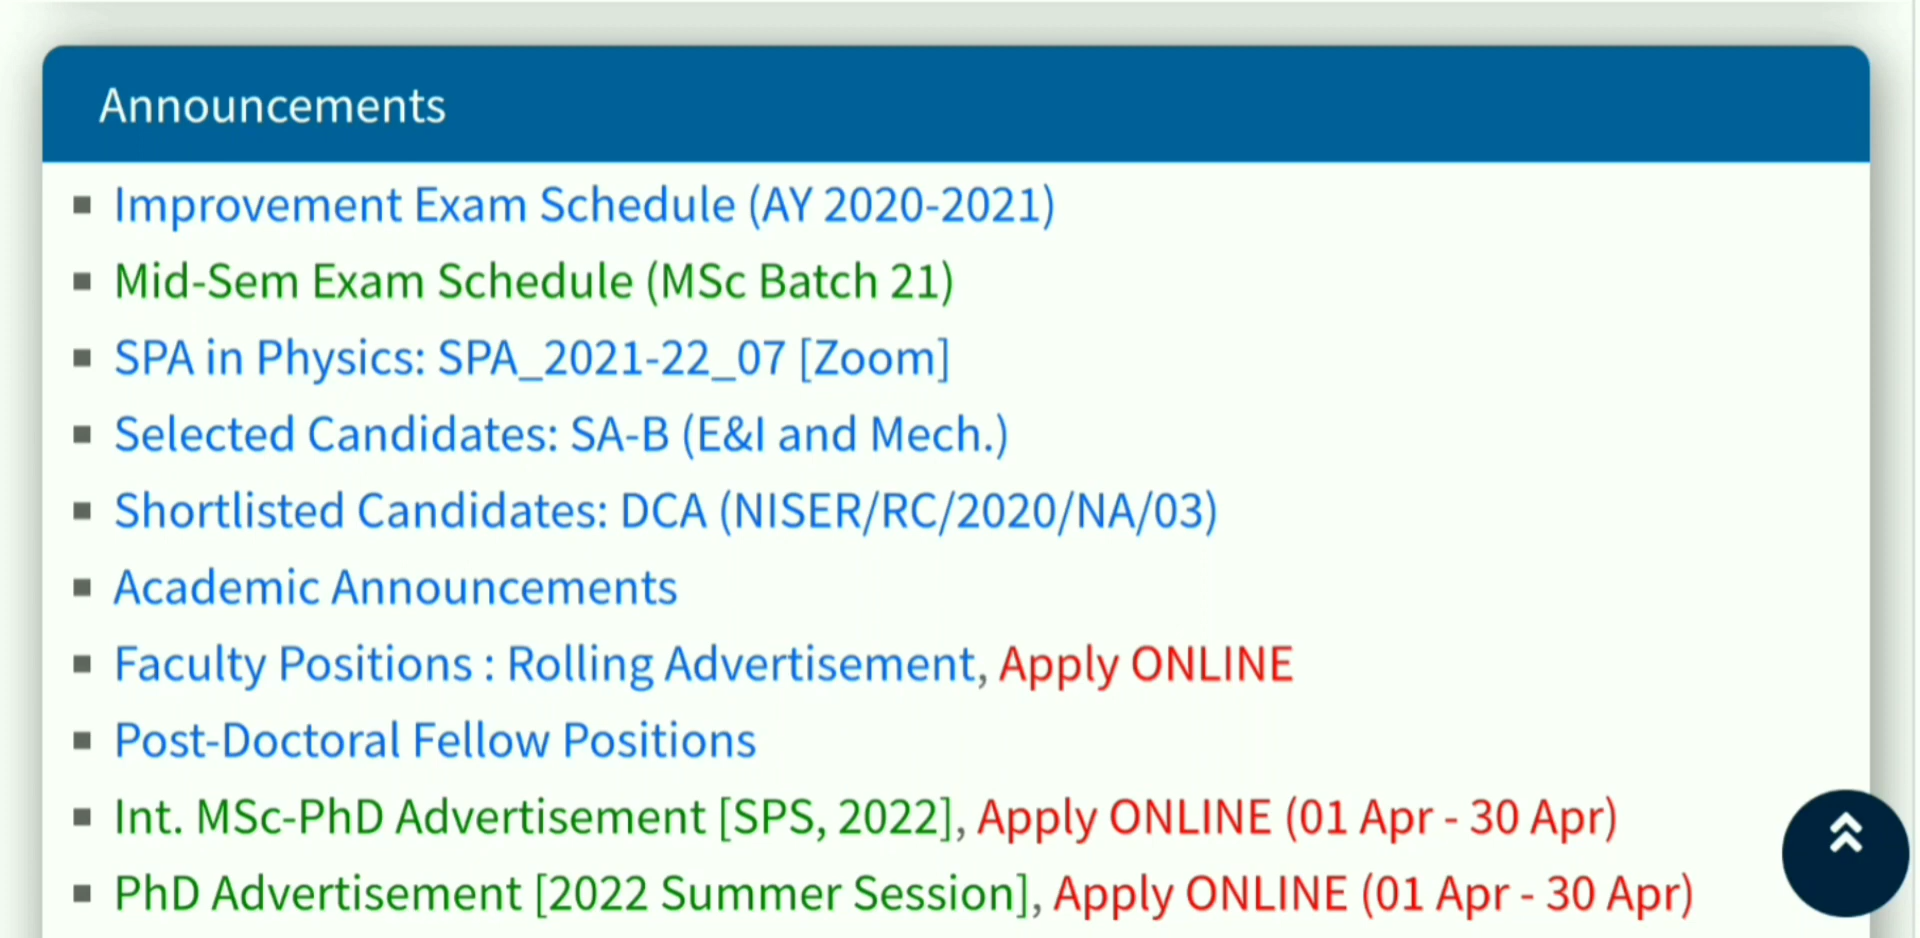 Announcements
Improvement Exam Schedule (AY 2020-2021)
Mid-Sem Exam Schedule (MSc Batch 21)
SPA in Physics: SPA_2021-22_07 [Zoom]
Selected Candidates: SA-B (E&I and Mech.)
Shortlisted Candidates: DCA (NISER/RC/2020/NA/03)
Academic Announcements
Faculty Positions : Rolling Advertisement, Apply ONLINE
Post-Doctoral Fellow Positions
Int. MSc-PhD Advertisement [SPS, 2022], Apply ONLINE (01 Apr - 30 Apr)
PhD Advertisement [2022 Summer Session], Apply ONLINE (01 Apr - 30 Apr)